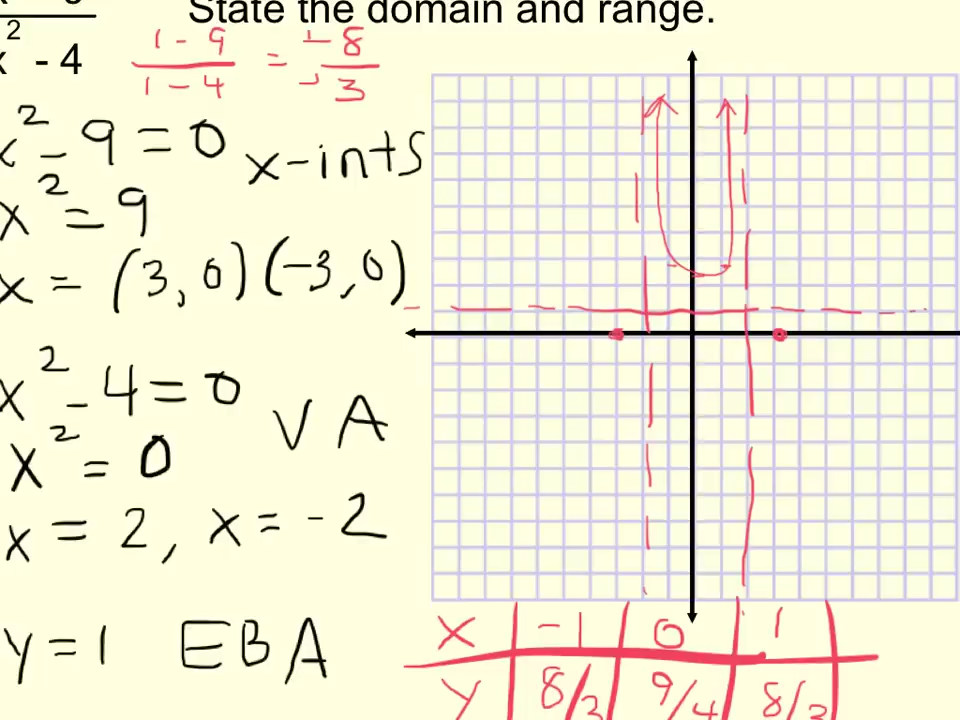 State the domain and range.
x² - 4
1 - 9 / 1 - 4 = -8 / -3
x² - 9 = 0 x-ints
x² = 9
x = (3, 0) (-3, 0)
x² - 4 = 0 VA
x² = 0
x = 2, x = -2
y = 1 EBA
x | -1 | 0 | 1
y | 8/3 | 9/4 | 8/3